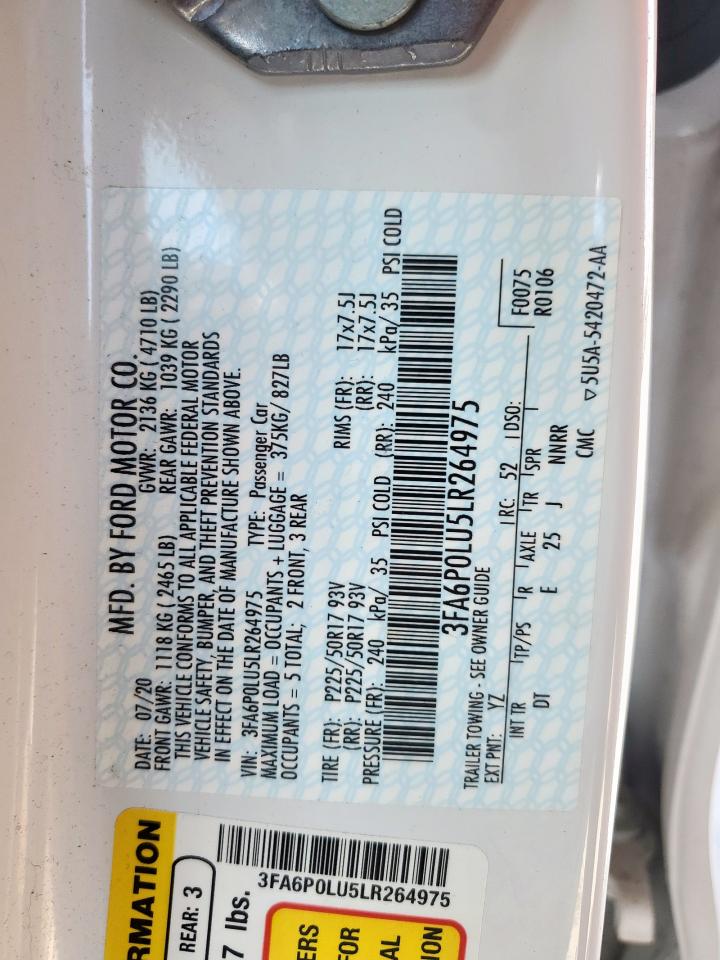 MFD. BY FORD MOTOR CO.
DATE: 07/20 GVWR: 2136 KG ( 4710 LB)
FRONT GAWR: 1118 KG ( 2465 LB) REAR GAWR: 1039 KG ( 2290 LB)
THIS VEHICLE CONFORMS TO ALL APPLICABLE FEDERAL MOTOR
VEHICLE SAFETY, BUMPER, AND THEFT PREVENTION STANDARDS
IN EFFECT ON THE DATE OF MANUFACTURE SHOWN ABOVE.
VIN: 3FA6P0LU5LR264975 TYPE: Passenger Car
MAXIMUM LOAD = OCCUPANTS + LUGGAGE = 375KG/ 827LB
OCCUPANTS = 5 TOTAL, 2 FRONT, 3 REAR
TIRE (FR): P225/50R17 93V RIMS (FR): 17x7.5J
(RR): P225/50R17 93V (RR): 17x7.5J
PRESSURE (FR): 240 kPa/ 35 PSI COLD (RR): 240 kPa/ 35 PSI COLD
3FA6P0LU5LR264975
TRAILER TOWING - SEE OWNER GUIDE
EXT PNT: YZ RC: 52 DSO: F0075
R0106
INT TR TP/PS R AXLE TR SPR
DT E 25 J NNRR
CMC ▽5U5A-5420472-AA
RMATION
REAR: 3
7 lbs.
3FA6P0LU5LR264975
ERS
FOR
AL
ION